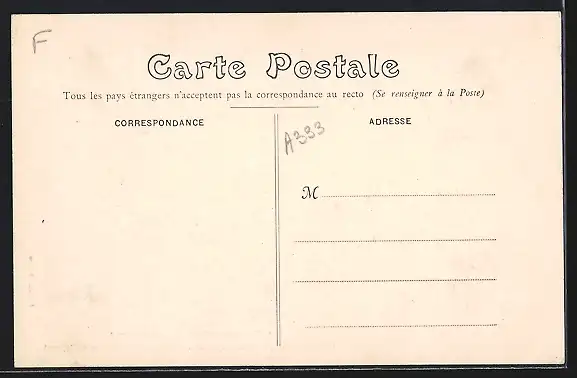 F
Carte Postale
Tous les pays étrangers n'acceptent pas la correspondance au recto (Se renseigner à la Poste)
CORRESPONDANCE
A333
ADRESSE
M